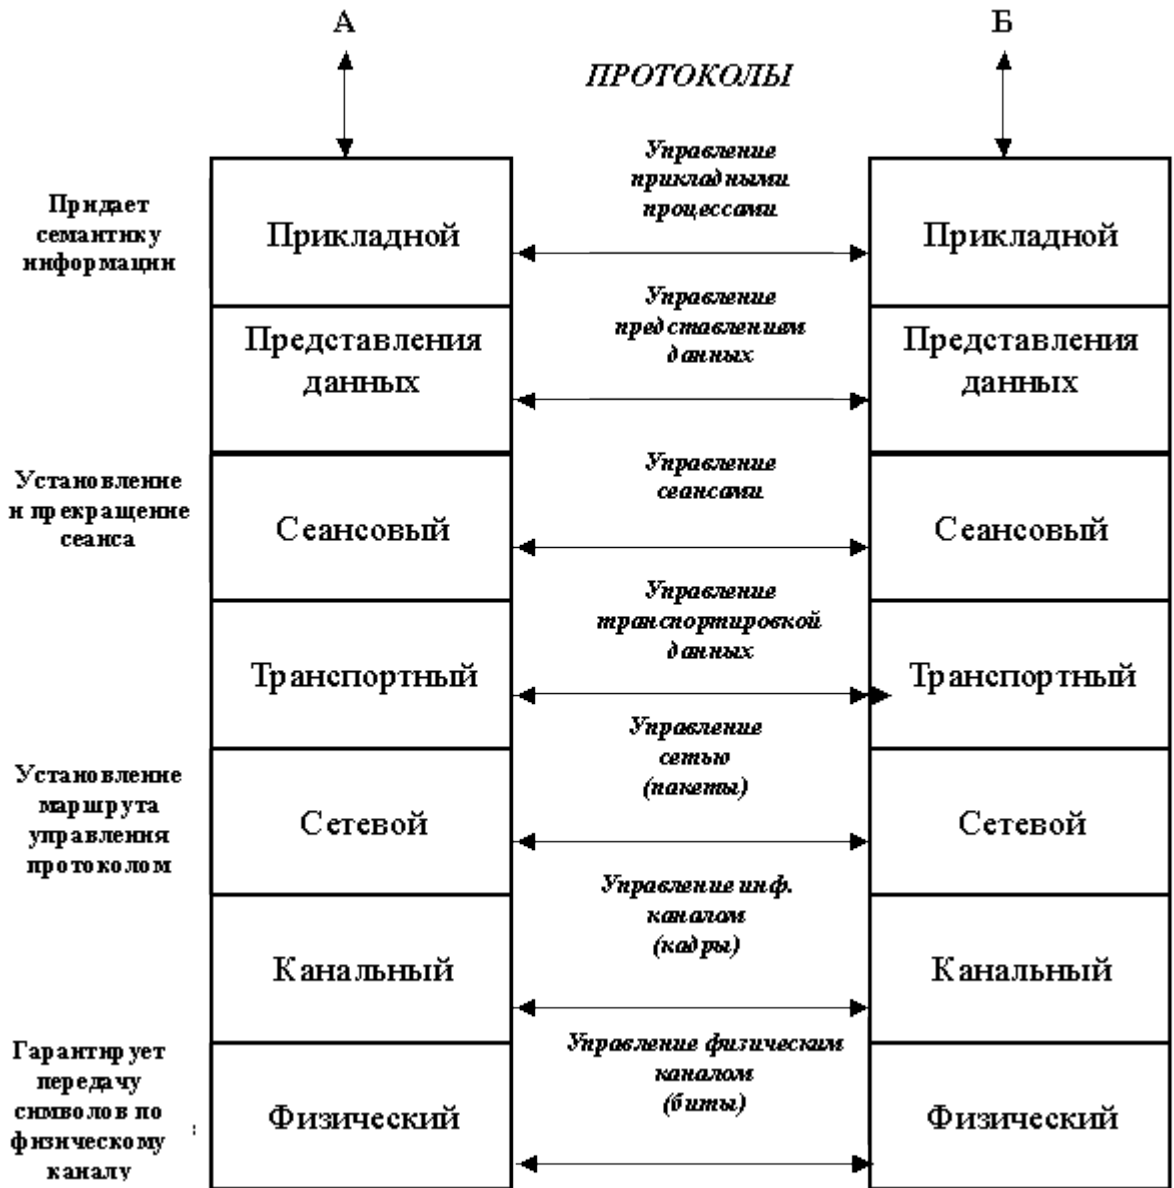 А
Б
ПРОТОКОЛЫ
Придает
семантику
информации
Прикладной
Управление
прикладными
процессами
Прикладной
Представления
данных
Управление
представлением
данных
Представления
данных
Установление
и прекращение
сеанса
Сеансовый
Управление
сеансами
Сеансовый
Транспортный
Управление
транспортировкой
данных
Транспортный
Установление
маршрута
управления
протоколом
Сетевой
Управление
сетью
(пакеты)
Сетевой
Канальный
Управление инф.
каналом
(кадры)
Канальный
Гарантирует
передачу
символов по
физическому
каналу
:
Физический
Управление физическим
каналом
(биты)
Физический